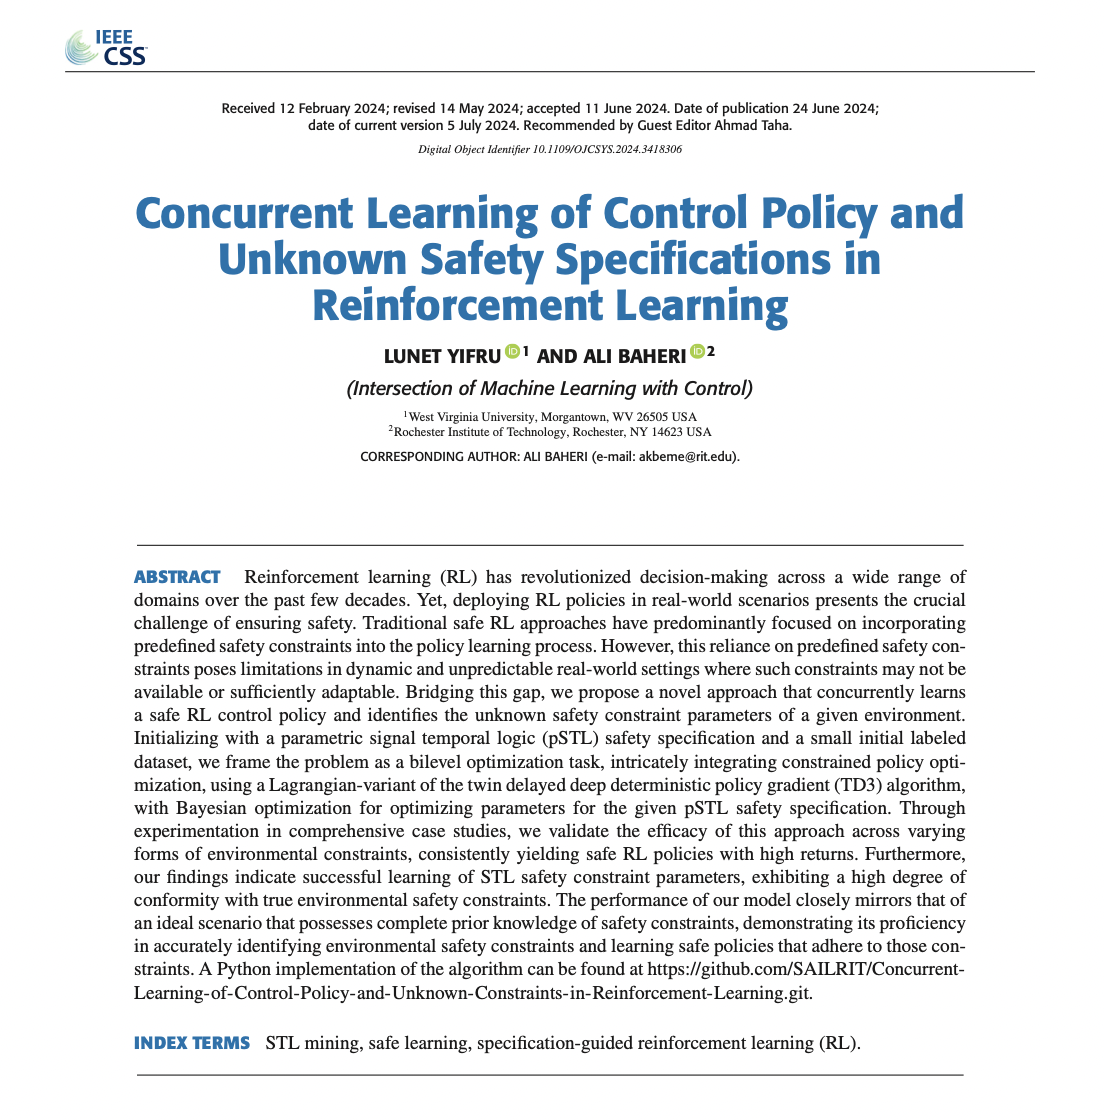 IEEE
CSS
Received 12 February 2024; revised 14 May 2024; accepted 11 June 2024. Date of publication 24 June 2024;
date of current version 5 July 2024. Recommended by Guest Editor Ahmad Taha.
Digital Object Identifier 10.1109/OJCSYS.2024.3418306
Concurrent Learning of Control Policy and
Unknown Safety Specifications in
Reinforcement Learning
LUNET YIFRU iD 1 AND ALI BAHERI iD 2
(Intersection of Machine Learning with Control)
1West Virginia University, Morgantown, WV 26505 USA
2Rochester Institute of Technology, Rochester, NY 14623 USA
CORRESPONDING AUTHOR: ALI BAHERI (e-mail: akbeme@rit.edu).
ABSTRACT Reinforcement learning (RL) has revolutionized decision-making across a wide range of
domains over the past few decades. Yet, deploying RL policies in real-world scenarios presents the crucial
challenge of ensuring safety. Traditional safe RL approaches have predominantly focused on incorporating
predefined safety constraints into the policy learning process. However, this reliance on predefined safety con-
straints poses limitations in dynamic and unpredictable real-world settings where such constraints may not be
available or sufficiently adaptable. Bridging this gap, we propose a novel approach that concurrently learns
a safe RL control policy and identifies the unknown safety constraint parameters of a given environment.
Initializing with a parametric signal temporal logic (pSTL) safety specification and a small initial labeled
dataset, we frame the problem as a bilevel optimization task, intricately integrating constrained policy opti-
mization, using a Lagrangian-variant of the twin delayed deep deterministic policy gradient (TD3) algorithm,
with Bayesian optimization for optimizing parameters for the given pSTL safety specification. Through
experimentation in comprehensive case studies, we validate the efficacy of this approach across varying
forms of environmental constraints, consistently yielding safe RL policies with high returns. Furthermore,
our findings indicate successful learning of STL safety constraint parameters, exhibiting a high degree of
conformity with true environmental safety constraints. The performance of our model closely mirrors that of
an ideal scenario that possesses complete prior knowledge of safety constraints, demonstrating its proficiency
in accurately identifying environmental safety constraints and learning safe policies that adhere to those con-
straints. A Python implementation of the algorithm can be found at https://github.com/SAILRIT/Concurrent-
Learning-of-Control-Policy-and-Unknown-Constraints-in-Reinforcement-Learning.git.
INDEX TERMS STL mining, safe learning, specification-guided reinforcement learning (RL).